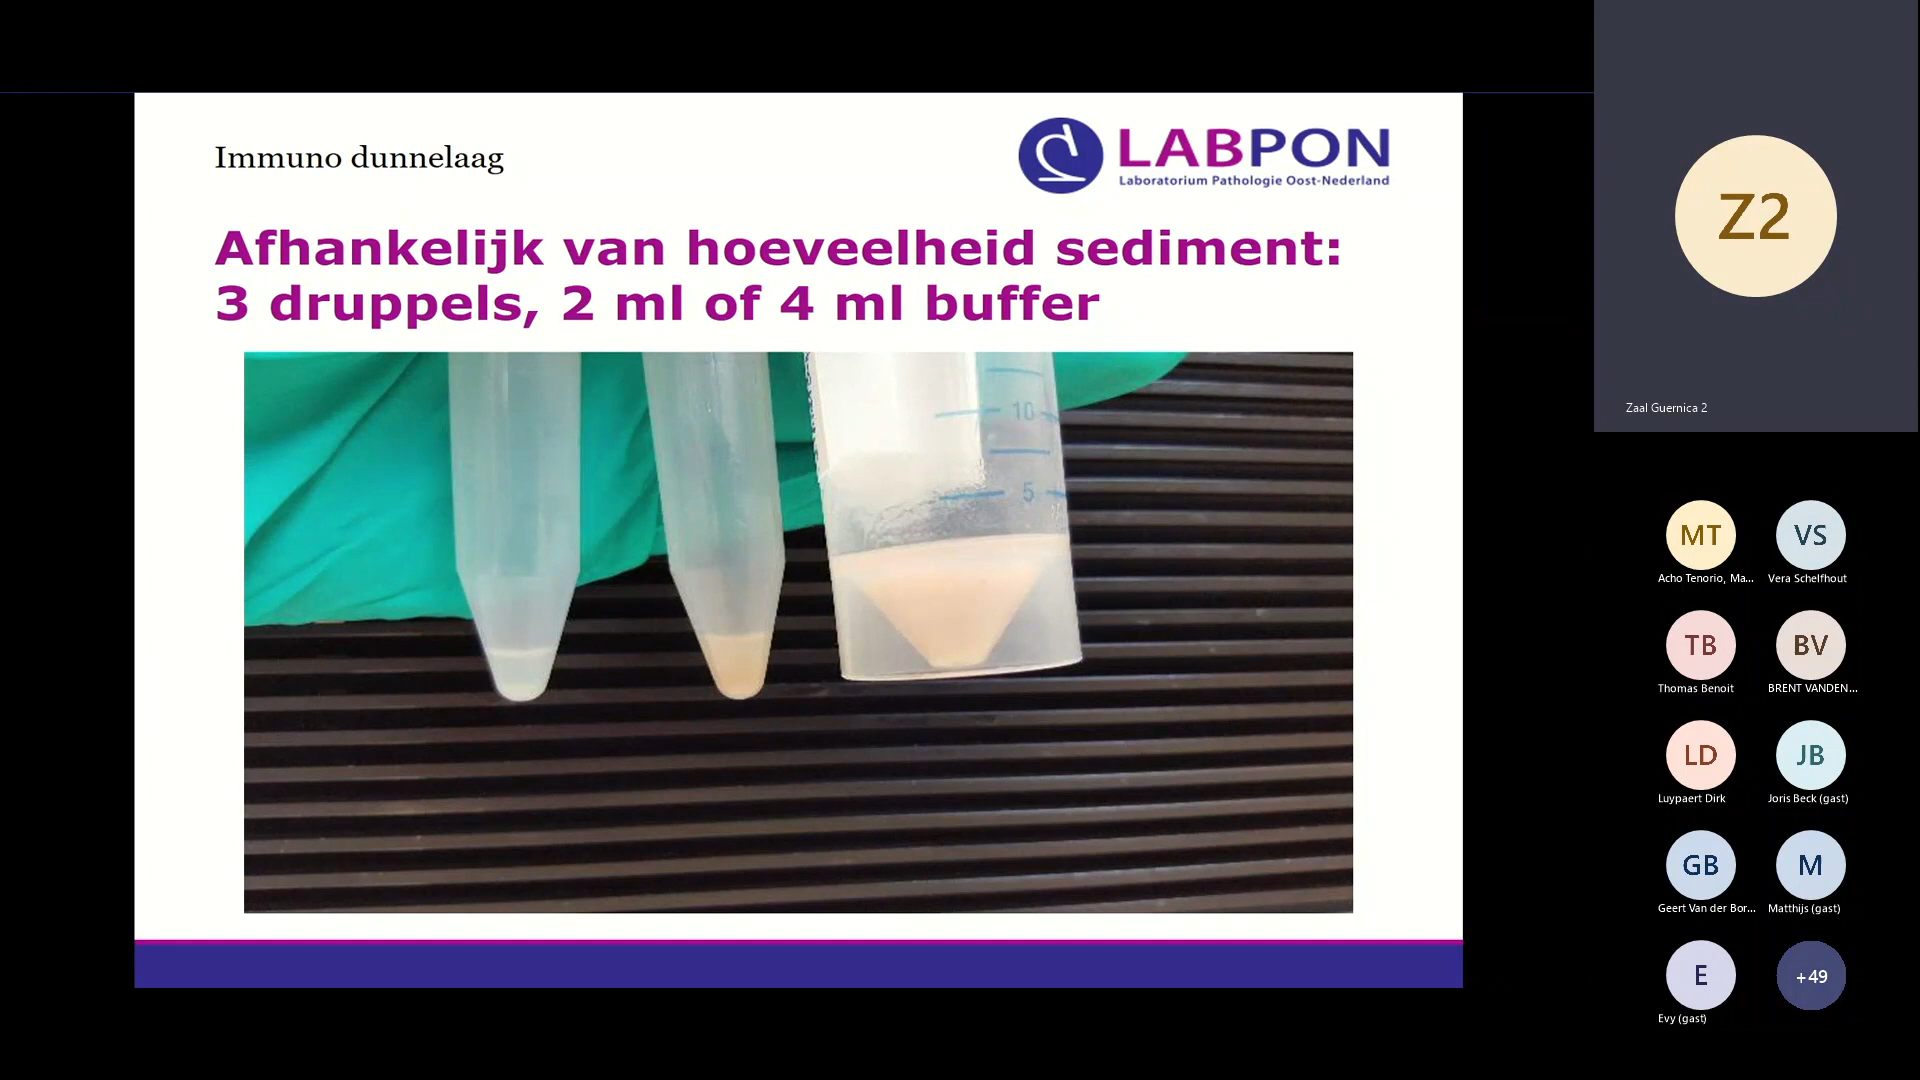 Immuno dunnelaag
LABPON
Laboratorium Pathologie Oost-Nederland
Afhankelijk van hoeveelheid sediment:
3 druppels, 2 ml of 4 ml buffer
10
5
Z2
Zaal Guernica 2
MT
VS
Acho Tenorio, Ma...
Vera Schelfhout
TB
BV
Thomas Benoit
BRENT VANDEN...
LD
JB
Luypaert Dirk
Joris Beck (gast)
GB
M
Geert Van der Bor...
Matthijs (gast)
E
+49
Evy (gast)